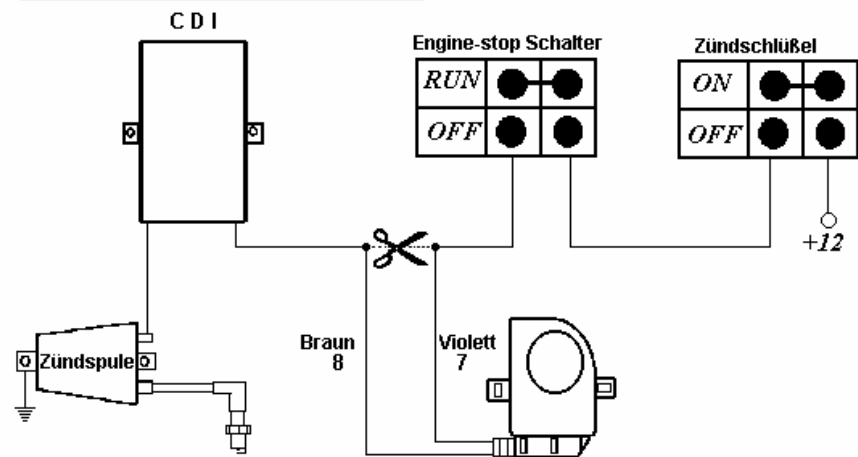 C D I
Engine-stop Schalter
Zündschlüßel
RUN
OFF
ON
OFF
+12
Braun
8
Violett
7
Zündspule